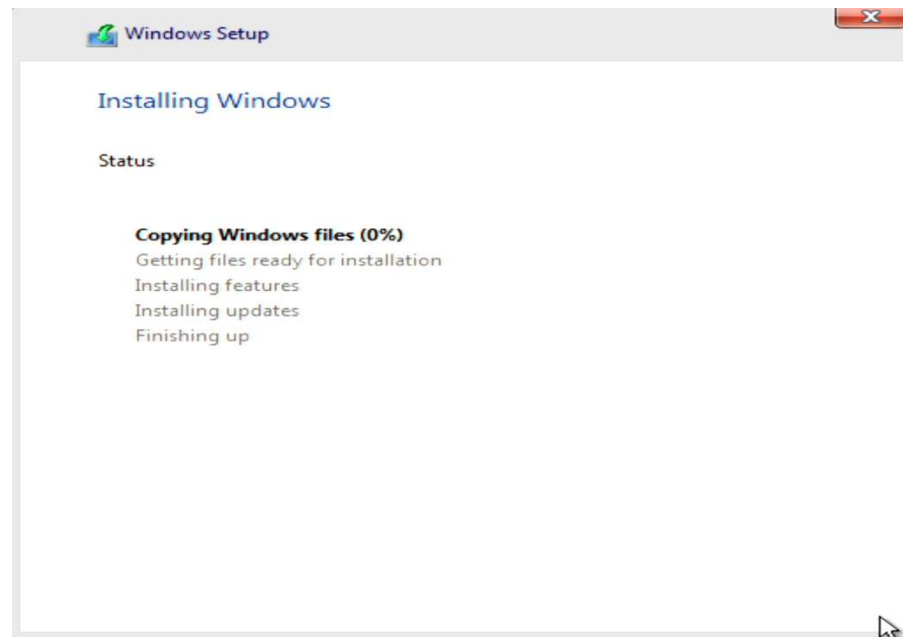 Windows Setup
Installing Windows
Status
Copying Windows files (0%)
Getting files ready for installation
Installing features
Installing updates
Finishing up